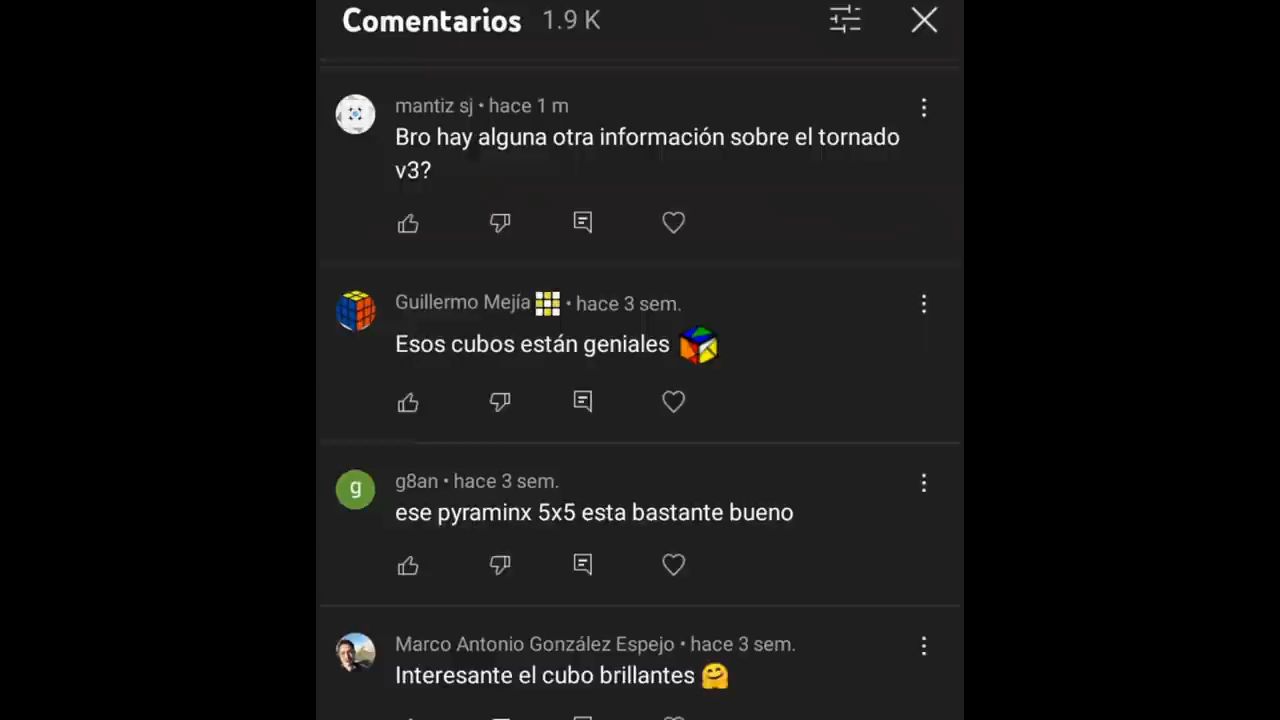 Comentarios 1.9 K
mantiz sj • hace 1 m
Bro hay alguna otra información sobre el tornado
v3?
Guillermo Mejía • hace 3 sem.
Esos cubos están geniales
g
g8an • hace 3 sem.
ese pyraminx 5x5 esta bastante bueno
Marco Antonio González Espejo • hace 3 sem.
Interesante el cubo brillantes 🤗